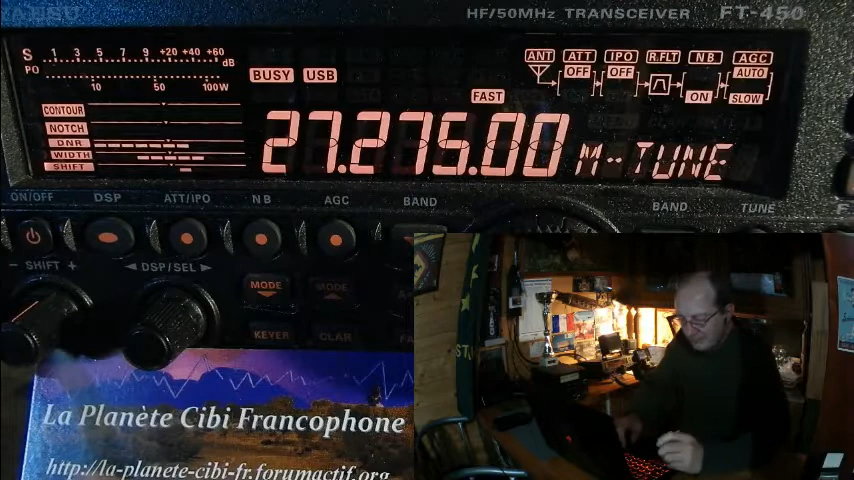 YAESU
HF/50MHz TRANSCEIVER FT-450
S 1 3 5 7 9 +20 +40 +60 dB
PO 10 50 100W
BUSY USB
FAST
ANT ATT IPO R.FLT NB AGC
OFF OFF AUTO
ON SLOW
CONTOUR
NOTCH
DNR
WIDTH
SHIFT
27.275.00 M-TUNE
ON/OFF DSP ATT/IPO NB AGC BAND BAND TUNE
- SHIFT + DSP/SEL
MODE MODE
KEYER CLAR
La Planète Cibi Francophone
http://la-planete-cibi-fr.forumactif.org